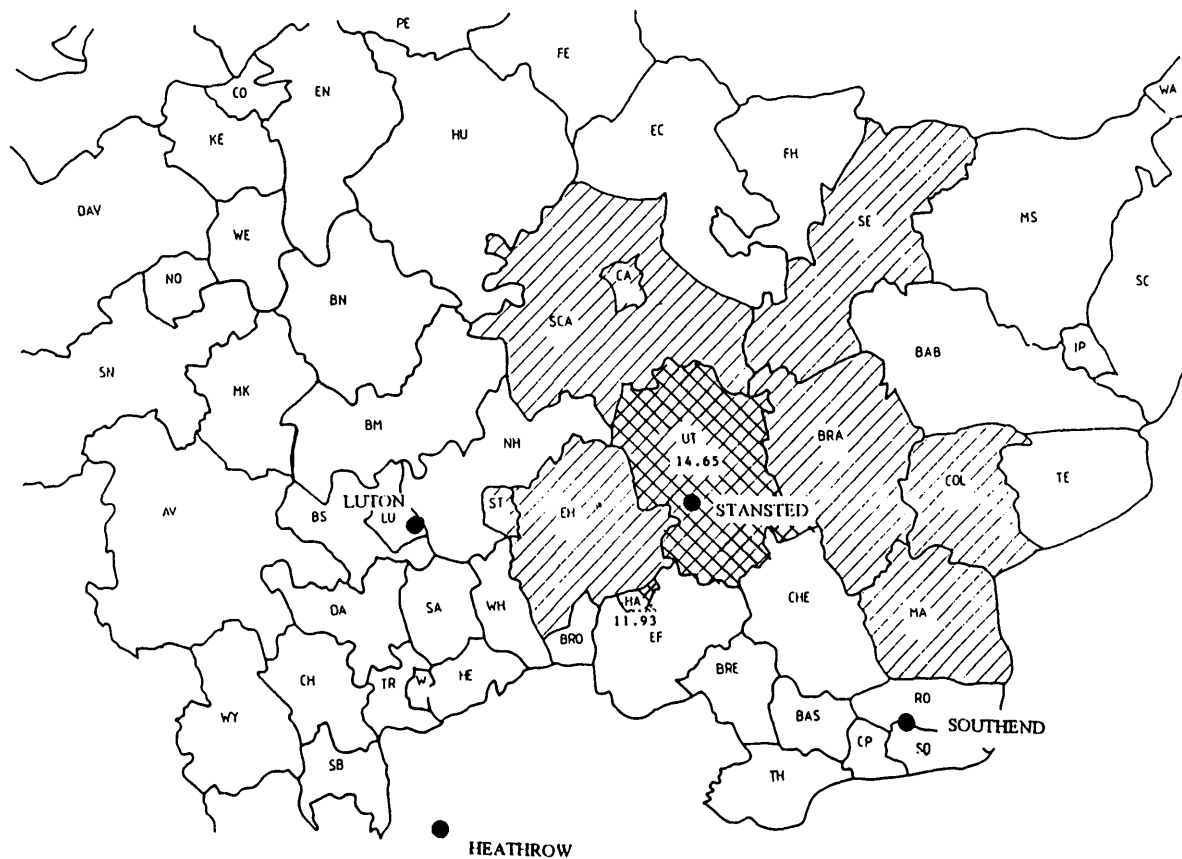 PE
FE
CO
EN
WA
KE
HU
EC
FH
DAV
WE
SE
MS
NO
BN
CA
SC
SCA
SN
BAB
IP
MK
BM
NH
UT
14.65
BRA
COL
TE
AV
BS
LUTON
LU
ST
EH
STANSTED
DA
SA
WH
HA
11.93
BRO
EF
CHE
MA
CH
TR
W
HE
BRE
WY
BAS
RO
SOUTHEND
SB
CP
SO
TH
HEATHROW